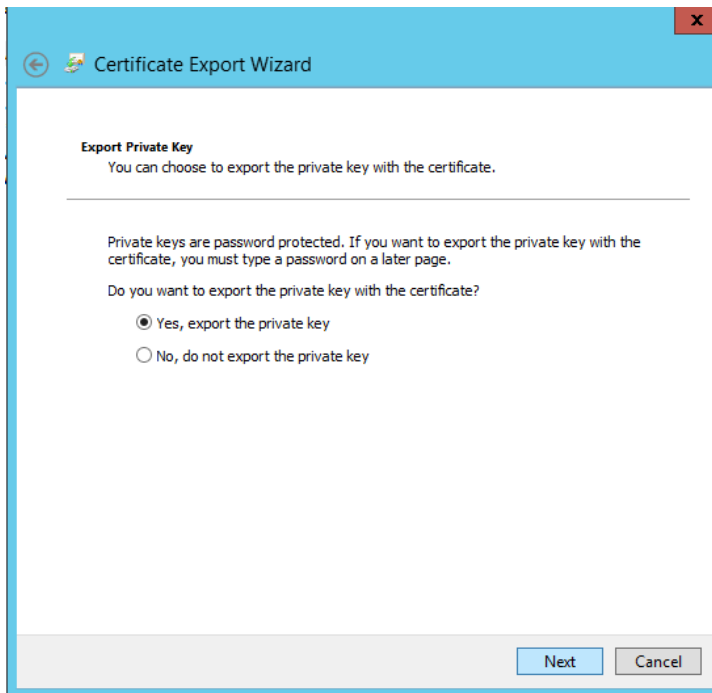 x
Certificate Export Wizard
Export Private Key
You can choose to export the private key with the certificate.
Private keys are password protected. If you want to export the private key with the
certificate, you must type a password on a later page.
Do you want to export the private key with the certificate?
Yes, export the private key
No, do not export the private key
Next
Cancel